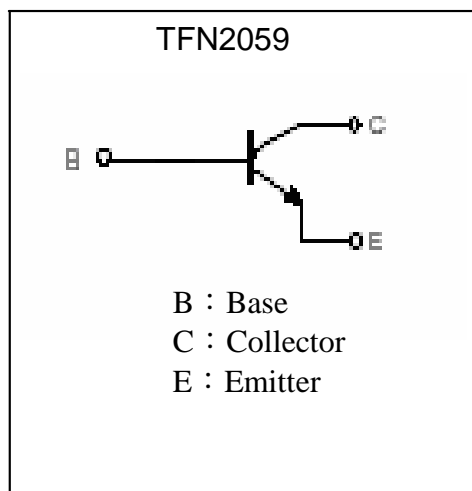 TFN2059
C
B
E
B：Base
C：Collector
E：Emitter